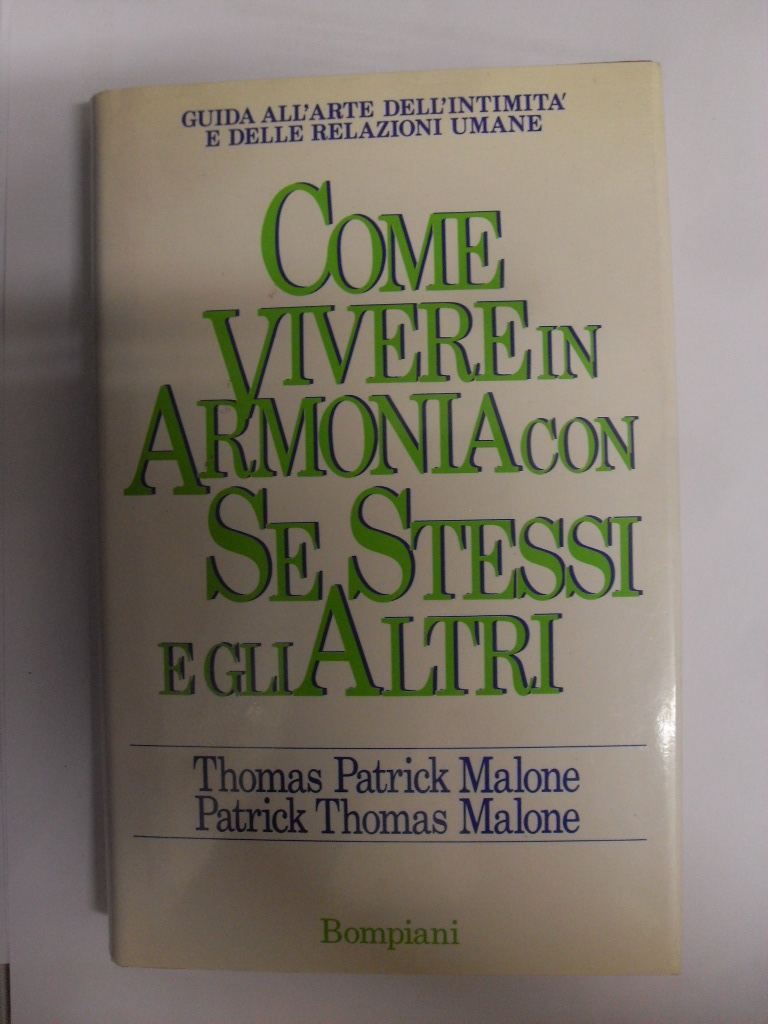 GUIDA ALL'ARTE DELL'INTIMITA'
E DELLE RELAZIONI UMANE
COME
VIVERE IN
ARMONIA CON
SE STESSI
E GLI ALTRI
Thomas Patrick Malone
Patrick Thomas Malone
Bompiani